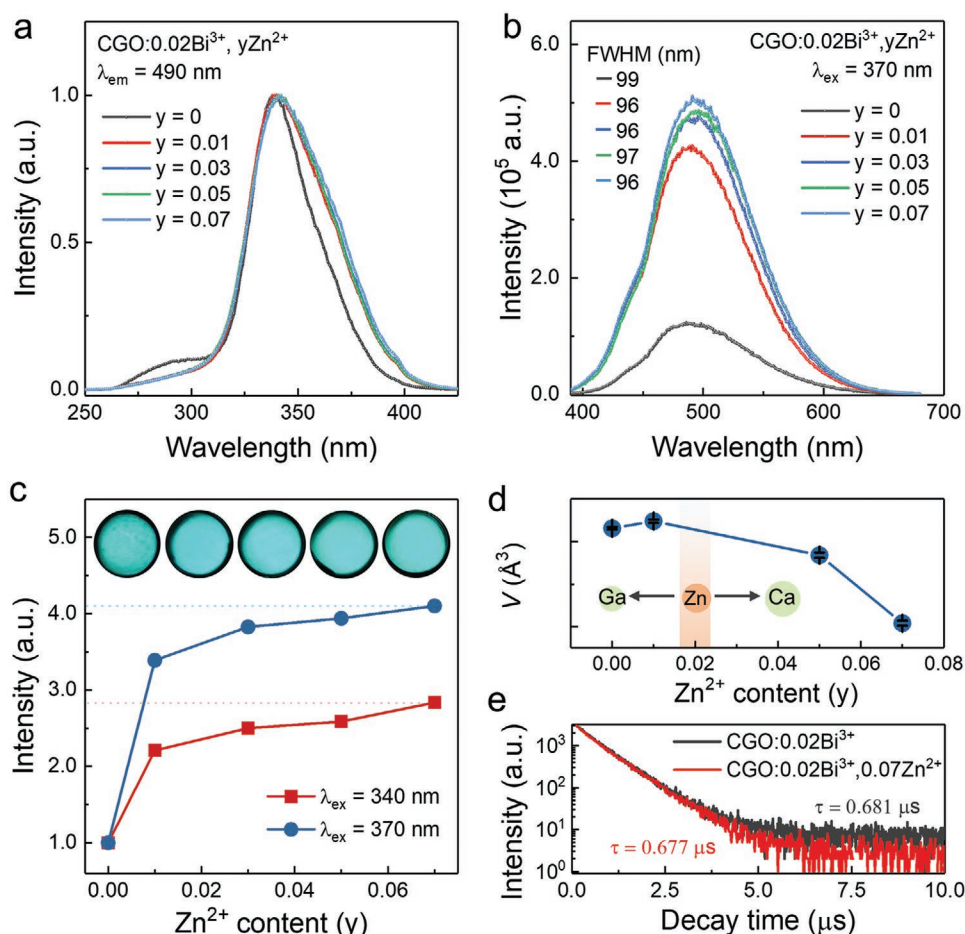 a
CGO:0.02Bi³⁺, yZn²⁺
λem = 490 nm
y = 0
y = 0.01
y = 0.03
y = 0.05
y = 0.07
Intensity (a.u.)
1.0
0.5
0.0
250 300 350 400
Wavelength (nm)
b
CGO:0.02Bi³⁺,yZn²⁺
λex = 370 nm
FWHM (nm)
99
96
96
97
96
y = 0
y = 0.01
y = 0.03
y = 0.05
y = 0.07
Intensity (10⁵ a.u.)
6.0
4.0
2.0
0.0
400 500 600 700
Wavelength (nm)
c
Intensity (a.u.)
5.0
4.0
3.0
2.0
1.0
λex = 340 nm
λex = 370 nm
0.00 0.02 0.04 0.06
Zn²⁺ content (y)
d
V (Å³)
Ga Zn Ca
0.00 0.02 0.04 0.06 0.08
Zn²⁺ content (y)
e
Intensity (a.u.)
10³
10²
10¹
10⁰
CGO:0.02Bi³⁺
CGO:0.02Bi³⁺,0.07Zn²⁺
τ = 0.681 μs
τ = 0.677 μs
0.0 2.5 5.0 7.5 10.0
Decay time (μs)